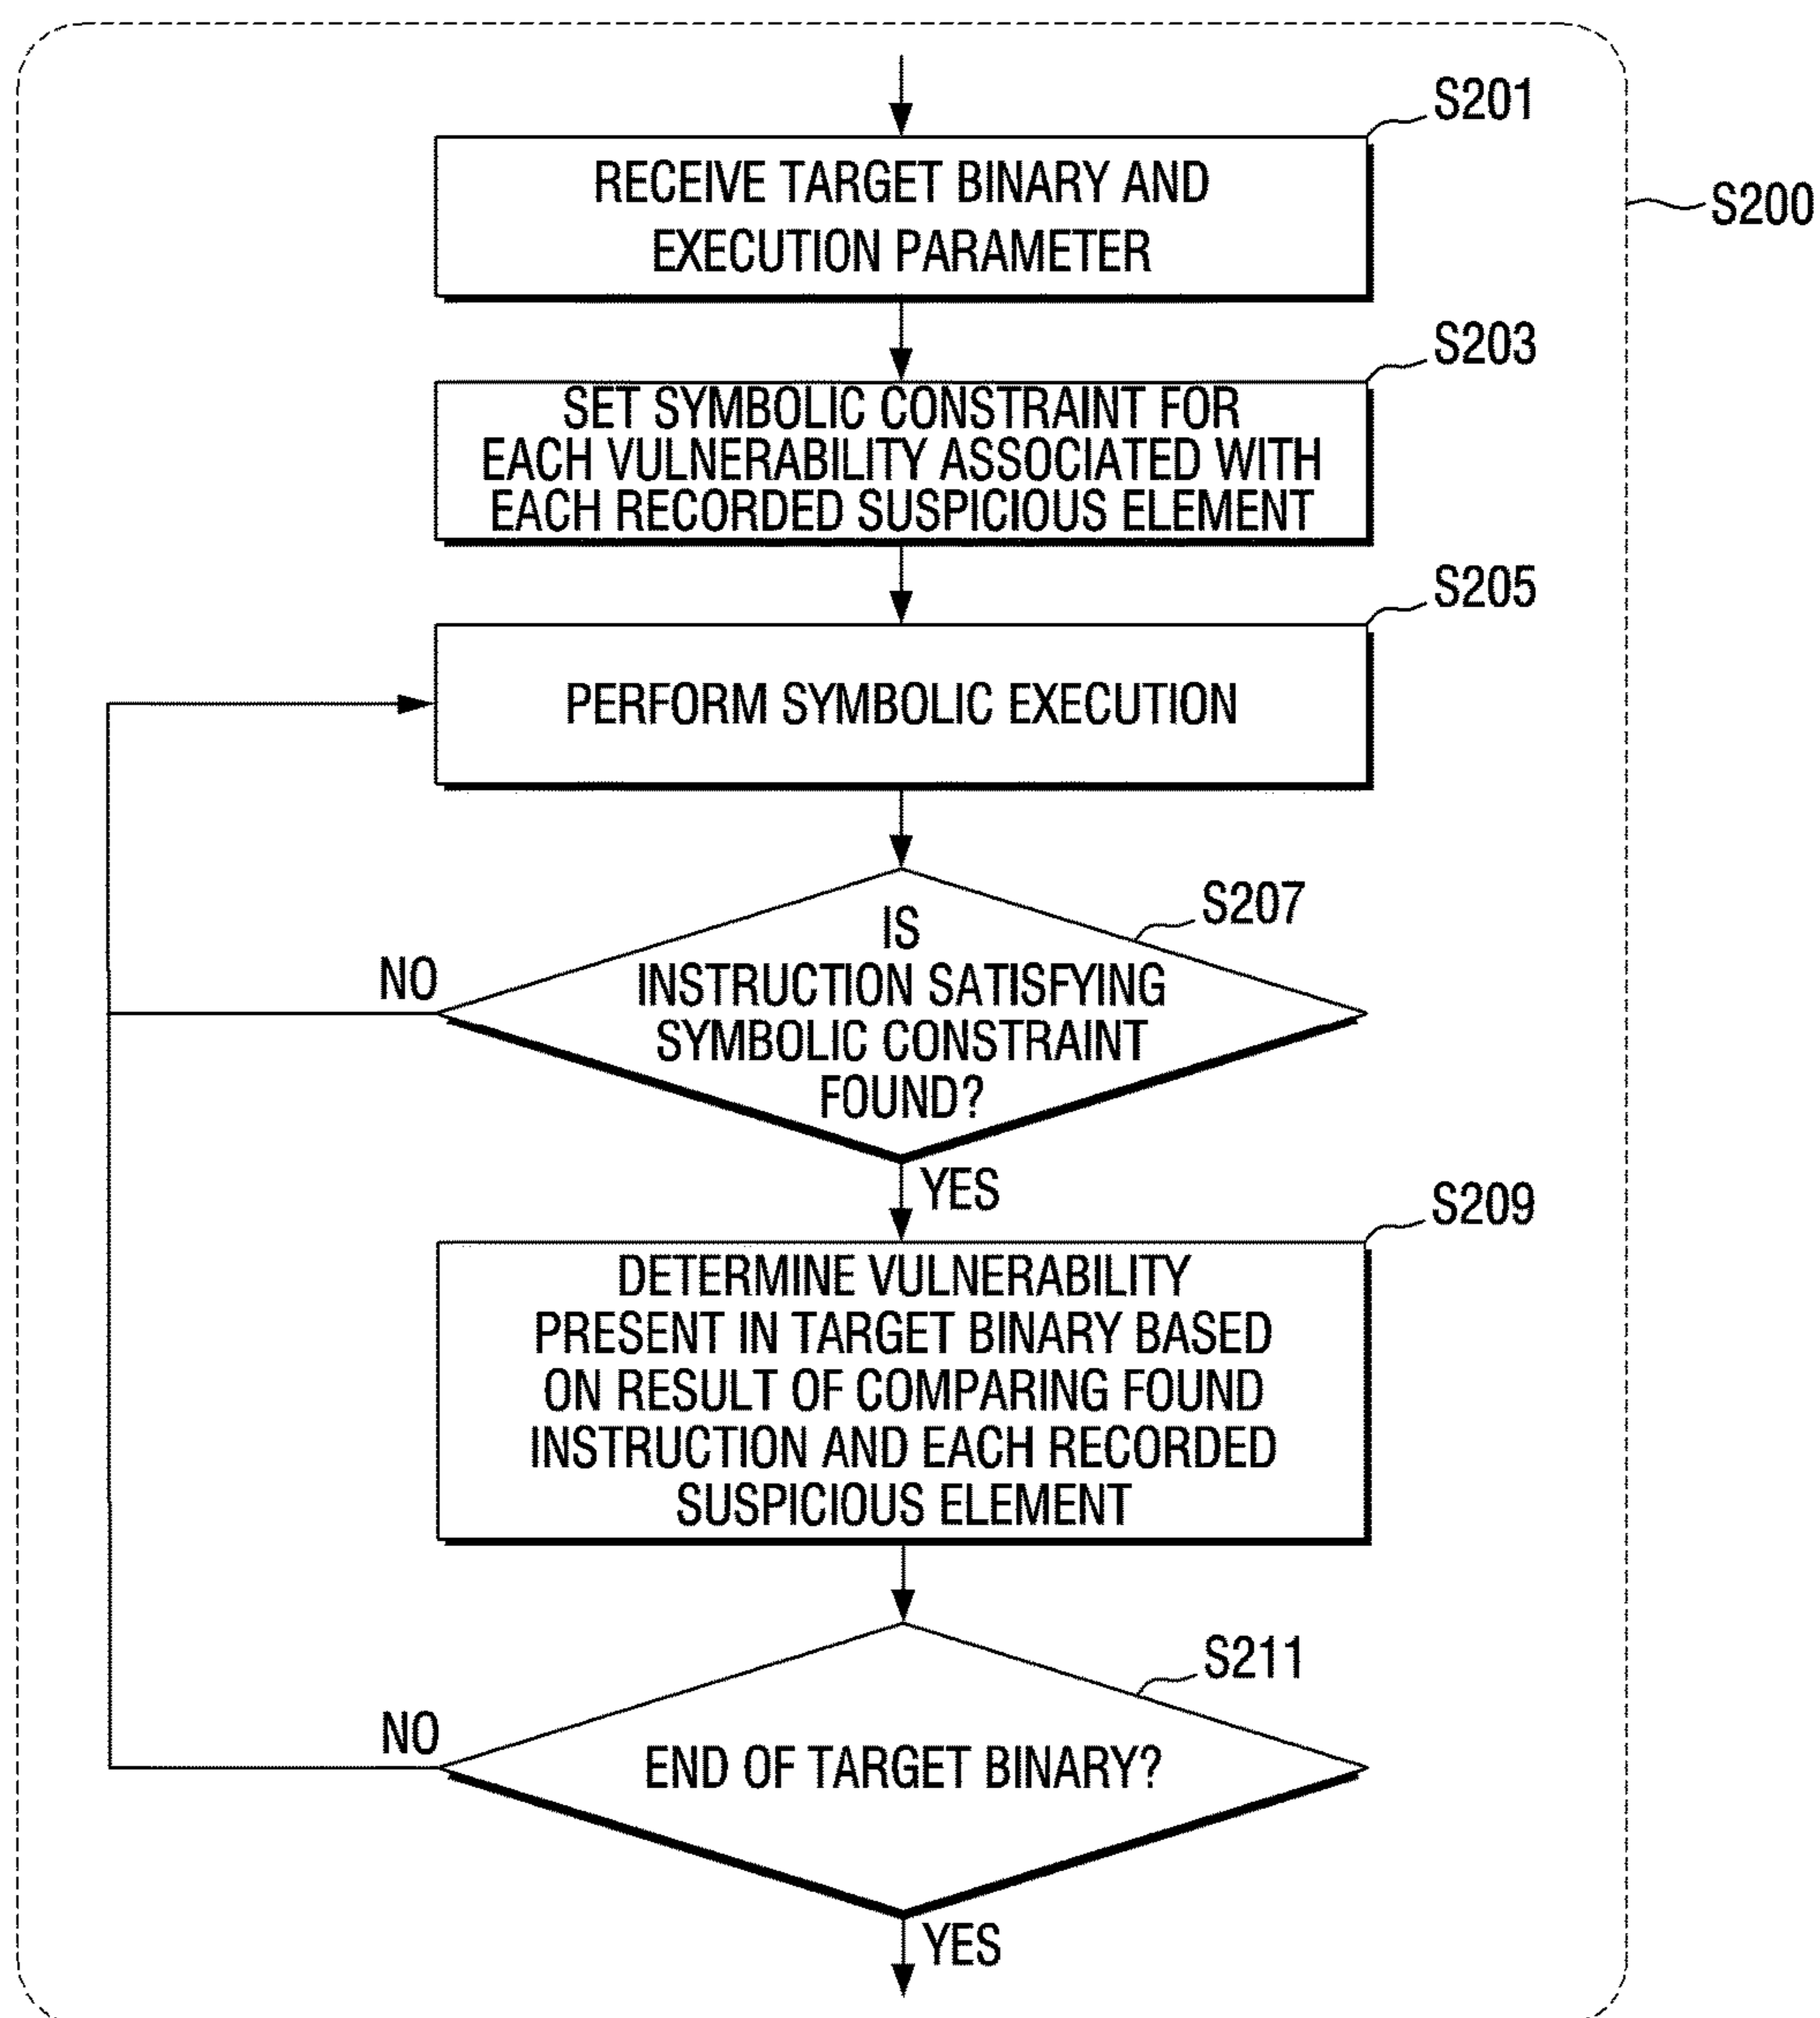 S201
RECEIVE TARGET BINARY AND
EXECUTION PARAMETER
S200
S203
SET SYMBOLIC CONSTRAINT FOR
EACH VULNERABILITY ASSOCIATED WITH
EACH RECORDED SUSPICIOUS ELEMENT
S205
PERFORM SYMBOLIC EXECUTION
S207
IS
INSTRUCTION SATISFYING
SYMBOLIC CONSTRAINT
FOUND?
NO
YES
S209
DETERMINE VULNERABILITY
PRESENT IN TARGET BINARY BASED
ON RESULT OF COMPARING FOUND
INSTRUCTION AND EACH RECORDED
SUSPICIOUS ELEMENT
S211
NO
END OF TARGET BINARY?
YES